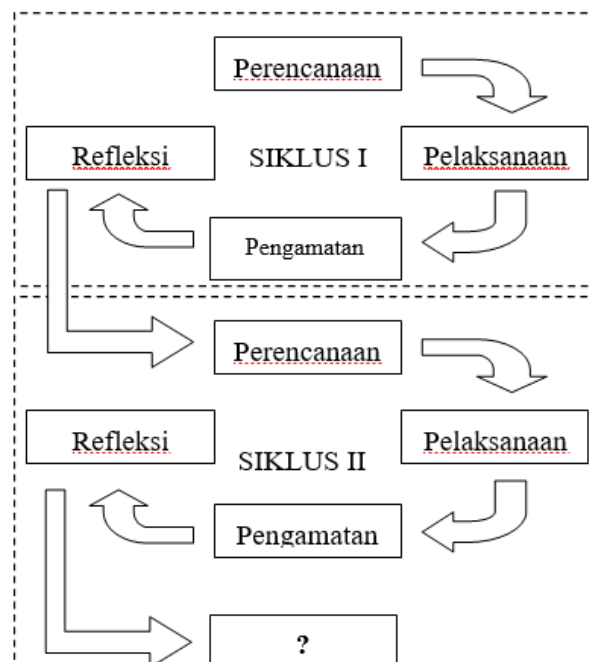 Perencanaan
Refleksi
SIKLUS I
Pelaksanaan
Pengamatan
Perencanaan
Refleksi
SIKLUS II
Pelaksanaan
Pengamatan
?